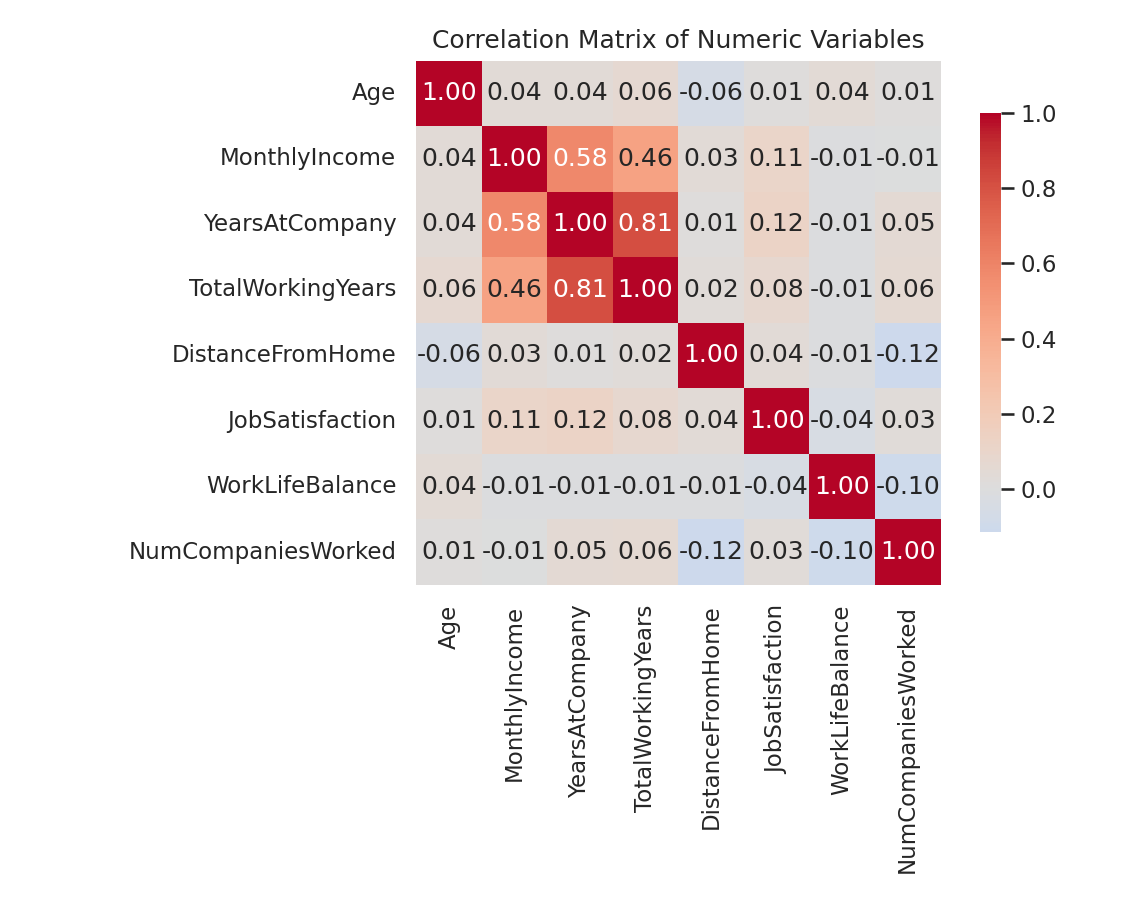 Correlation Matrix of Numeric Variables
Age 1.00 0.04 0.04 0.06 -0.06 0.01 0.04 0.01
MonthlyIncome 0.04 1.00 0.58 0.46 0.03 0.11 -0.01 -0.01
YearsAtCompany 0.04 0.58 1.00 0.81 0.01 0.12 -0.01 0.05
TotalWorkingYears 0.06 0.46 0.81 1.00 0.02 0.08 -0.01 0.06
DistanceFromHome -0.06 0.03 0.01 0.02 1.00 0.04 -0.01 -0.12
JobSatisfaction 0.01 0.11 0.12 0.08 0.04 1.00 -0.04 0.03
WorkLifeBalance 0.04 -0.01 -0.01 -0.01 -0.01 -0.04 1.00 -0.10
NumCompaniesWorked 0.01 -0.01 0.05 0.06 -0.12 0.03 -0.10 1.00
Age
MonthlyIncome
YearsAtCompany
TotalWorkingYears
DistanceFromHome
JobSatisfaction
WorkLifeBalance
NumCompaniesWorked
1.0
0.8
0.6
0.4
0.2
0.0